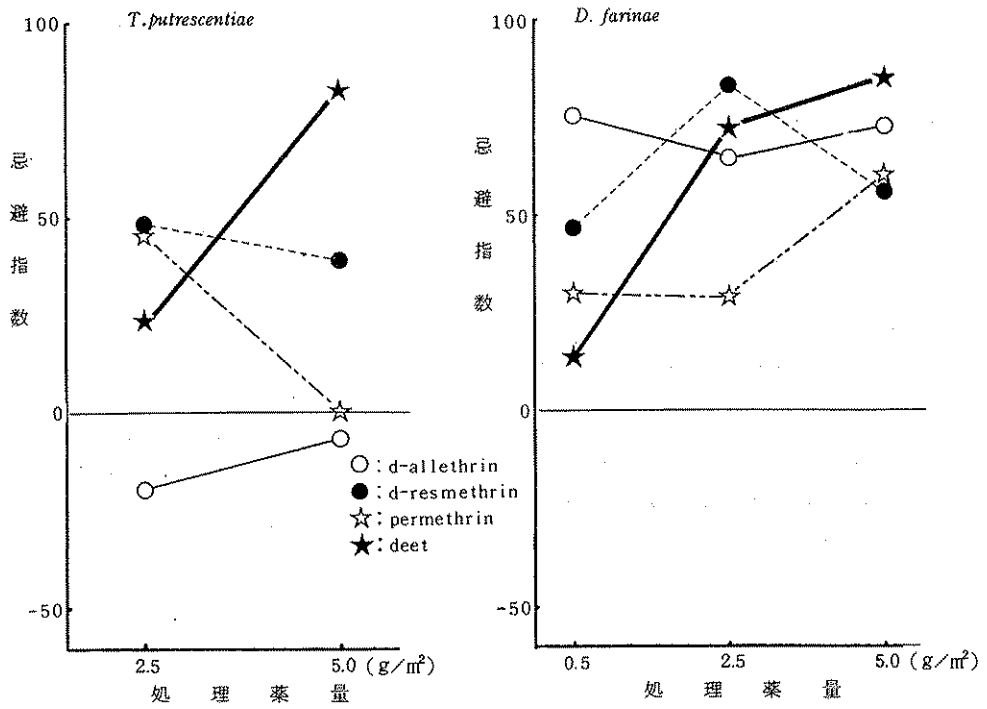 T.putrescentiae
100
50
0
-50
忌避指数
2.5 5.0 (g/m²)
処理薬量
○: d-allethrin
●: d-resmethrin
☆: permethrin
★: deet
D. farinae
100
50
0
-50
忌避指数
0.5 2.5 5.0 (g/m²)
処理薬量